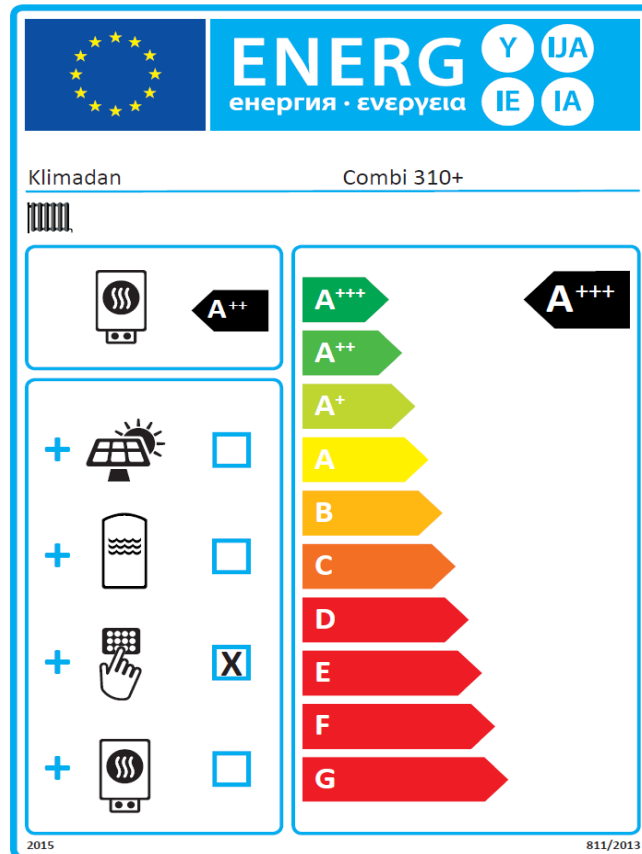 ENERG
енергия · ενεργεια
Y
IJA
IE
IA
Klimadan
Combi 310+
A++
X
A+++
A++
A+
A
B
C
D
E
F
G
A+++
2015
811/2013